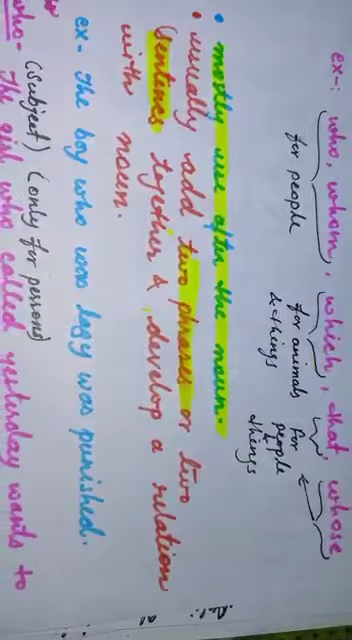 ex-: who, whom, which, that, whose
for people
for animals
& things
for
people
+
things
• mostly use after the noun.
• usually add two phrases or two
sentence together & develop a relation
with noun.
ex- The boy who was lazy was punished.
(subject) (only for persons)
who- The girl who called yesterday wants to